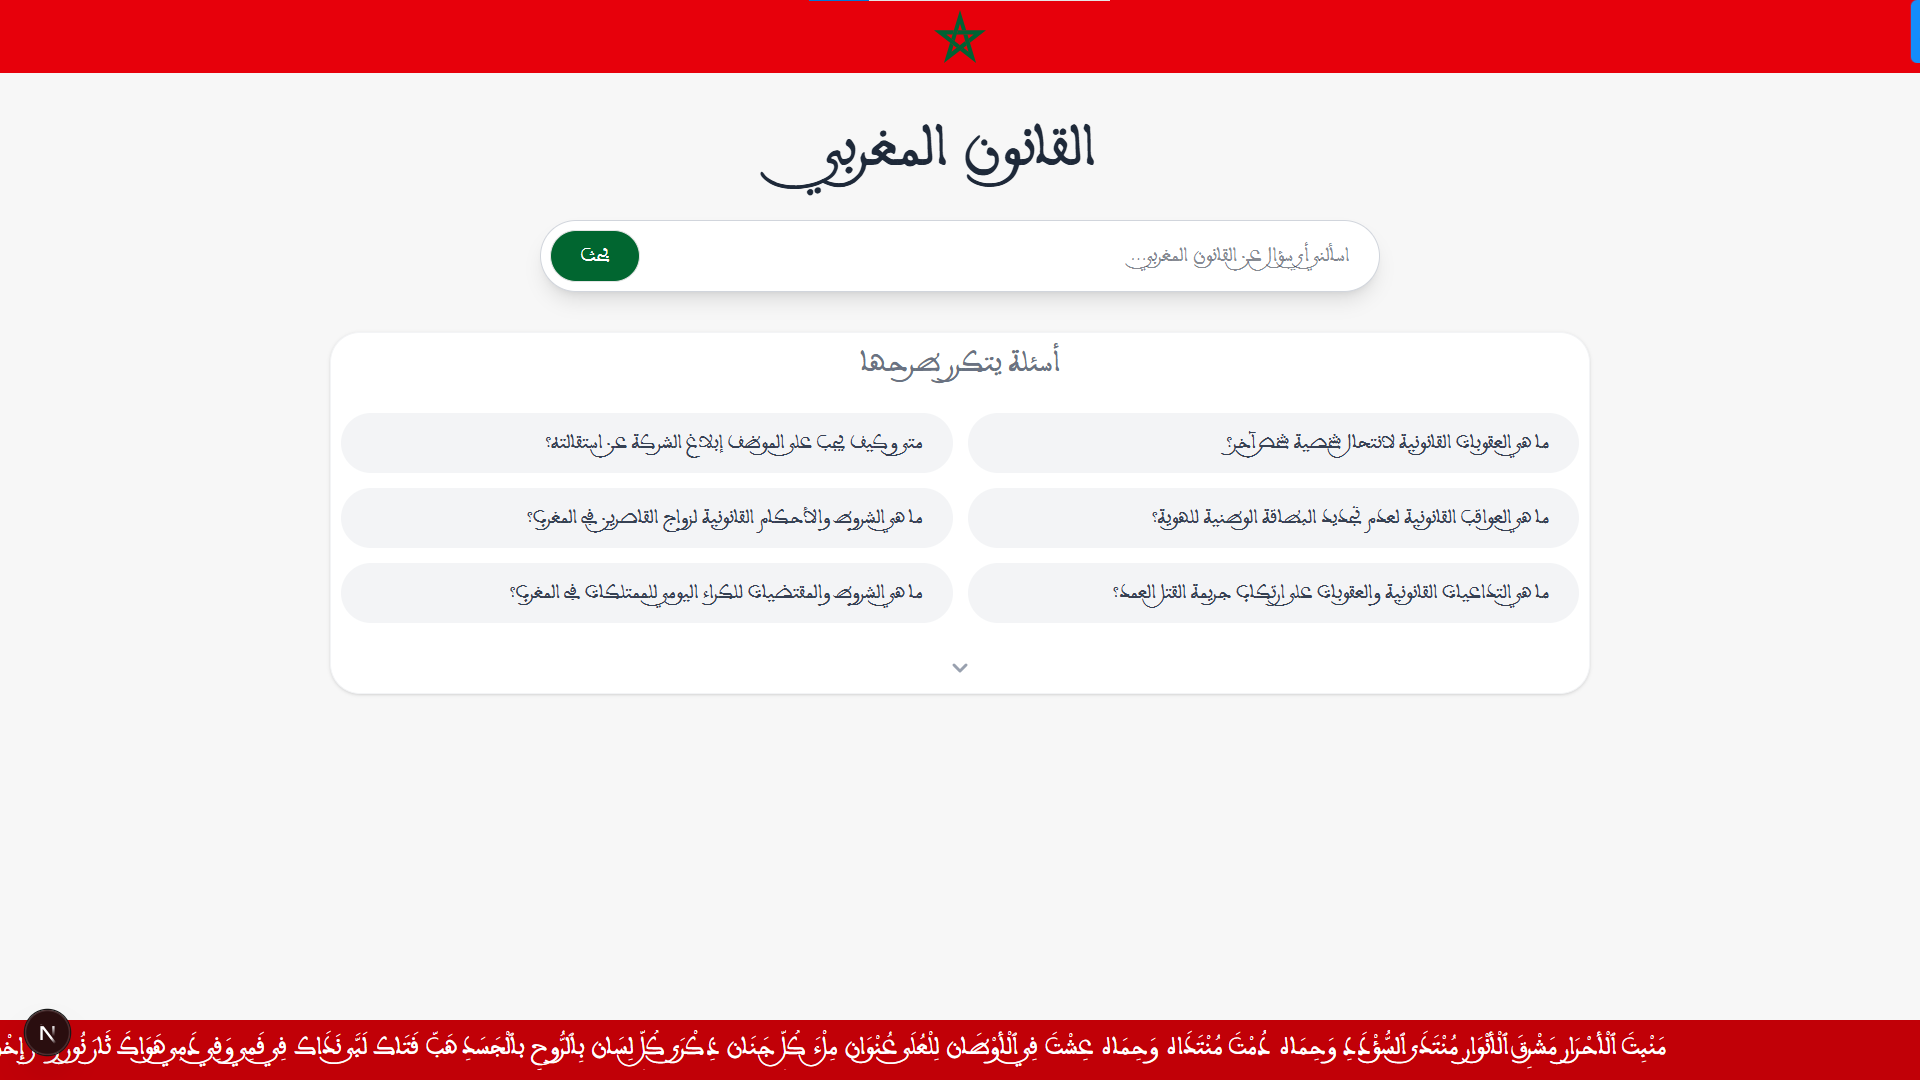 القانون المغربي
اسألني أي سؤال عن القانون المغربي...
بحث
أسئلة يتكرر طرحها
ما هي العقوبات القانونية لانتحال شخصية شخص آخر؟
متى وكيف يجب على الموظف إبلاغ الشركة عن استقالته؟
ما هي العواقب القانونية لعدم تجديد البطاقة الوطنية للهوية؟
ما هي الشروط والأحكام القانونية لزواج القاصرين في المغرب؟
ما هي التداعيات القانونية والعقوبات على ارتكاب جريمة القتل العمد؟
ما هي الشروط والمقتضيات للكراء اليومي للممتلكات في المغرب؟
مَنْبِتَ ٱلْأَحْرَار مَشْرِقَ ٱلْأَنْوَار مُنْتَدَى ٱلسُّؤْدَدِ وَحِمَاه دُمْتَ مُنْتَدَاه وَحِمَاه عِشْتَ فِي ٱلْأَوْطَان لِلْعُلَى عُنْوَان مِلْءَ كُلِّ جَنَان ذِكْرَى كُلِّ لِسَان بِٱلرُّوحِ بِٱلْجَسَدِ هَبَّ فَتَاك لَبَّى نَدَاك فِي فَمِي وَفِي دَمِي هَوَاكَ ثَارَ نُور
N